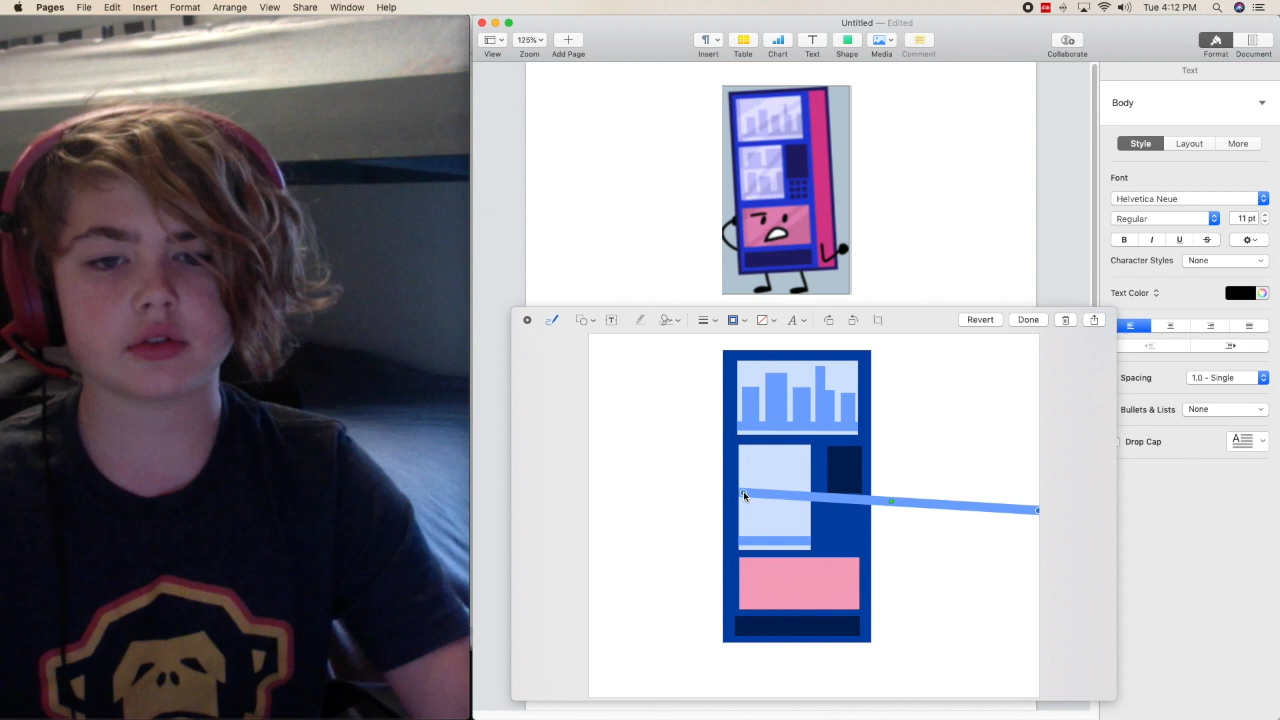 Pages File Edit Insert Format Arrange View Share Window Help Tue 4:12 PM
Untitled — Edited
125%
View Zoom Add Page Insert Table Chart Text Shape Media Comment Collaborate Format Document
Text
Body
Style Layout More
Font
Helvetica Neue
Regular 11 pt
B I U S
Character Styles None
Text Color
Revert Done
Spacing 1.0 - Single
Bullets & Lists None
Drop Cap